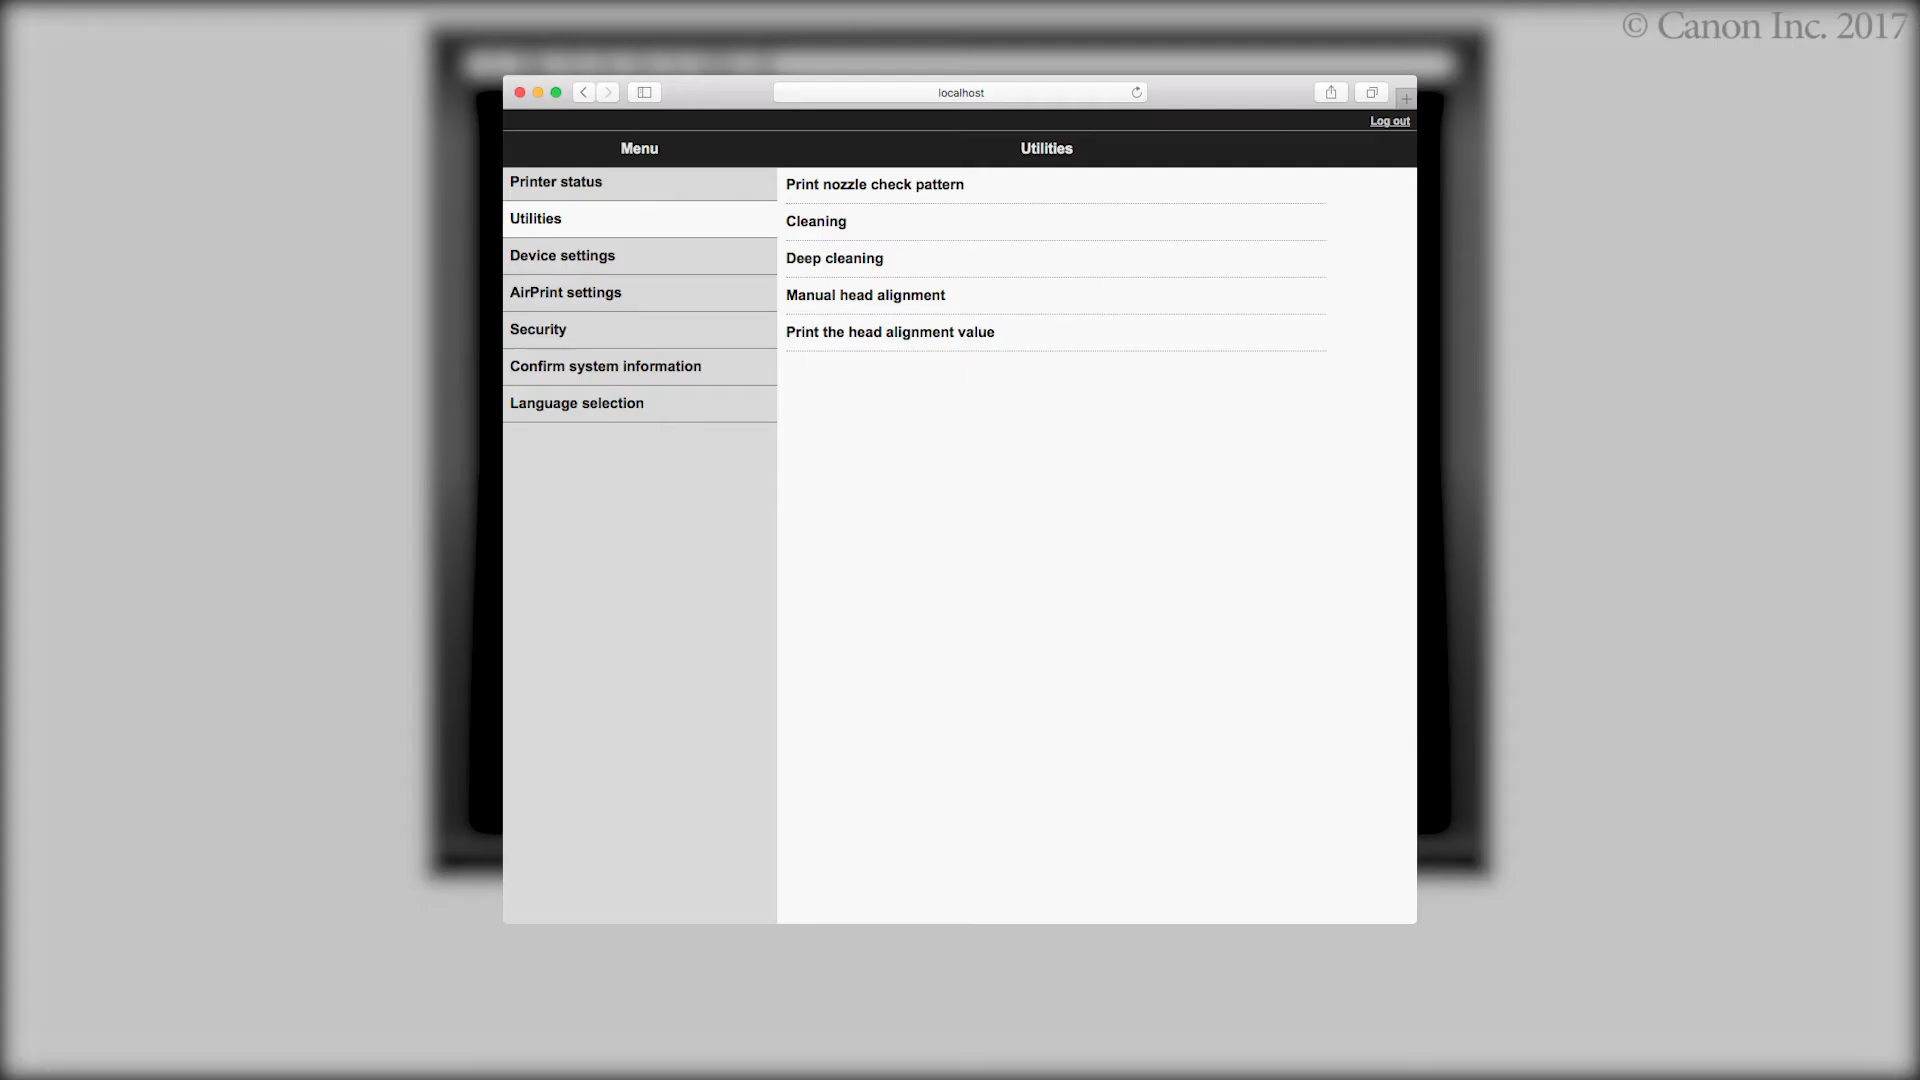 © Canon Inc. 2017
localhost
Log out
Menu
Utilities
Printer status
Utilities
Device settings
AirPrint settings
Security
Confirm system information
Language selection
Print nozzle check pattern
Cleaning
Deep cleaning
Manual head alignment
Print the head alignment value